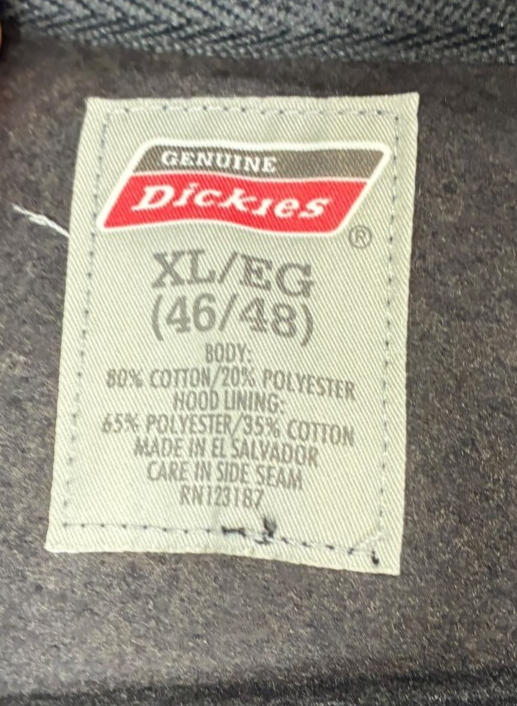 GENUINE
Dickies
®
XL/EG
(46/48)
BODY:
80% COTTON/20% POLYESTER
HOOD LINING:
65% POLYESTER/35% COTTON
MADE IN EL SALVADOR
CARE IN SIDE SEAM
RN123187